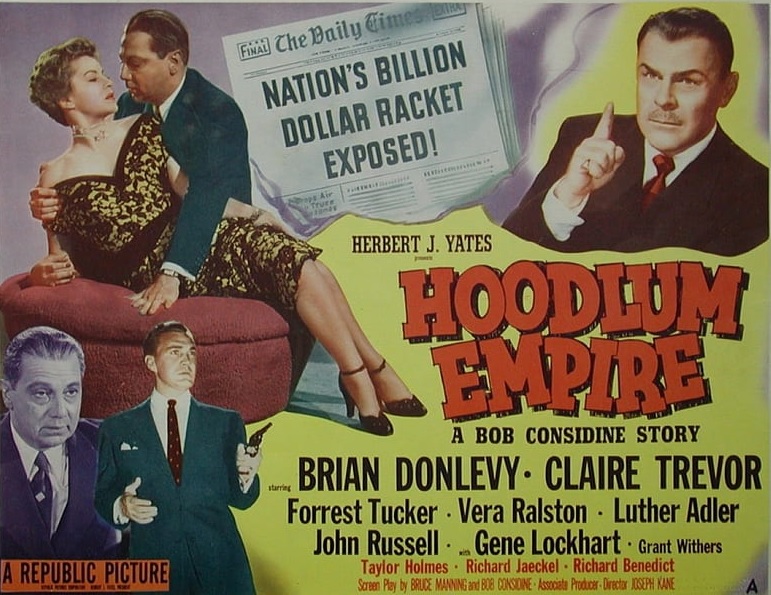 FINAL The Daily Times EXTRA
NATION'S BILLION
DOLLAR RACKET
EXPOSED!
HERBERT J. YATES
presents
HOODLUM
EMPIRE
A BOB CONSIDINE STORY
starring BRIAN DONLEVY · CLAIRE TREVOR
Forrest Tucker · Vera Ralston · Luther Adler
John Russell · with Gene Lockhart · Grant Withers
Taylor Holmes · Richard Jaeckel · Richard Benedict
Screen Play by BRUCE MANNING and BOB CONSIDINE · Associate Producer-Director JOSEPH KANE
A REPUBLIC PICTURE
A